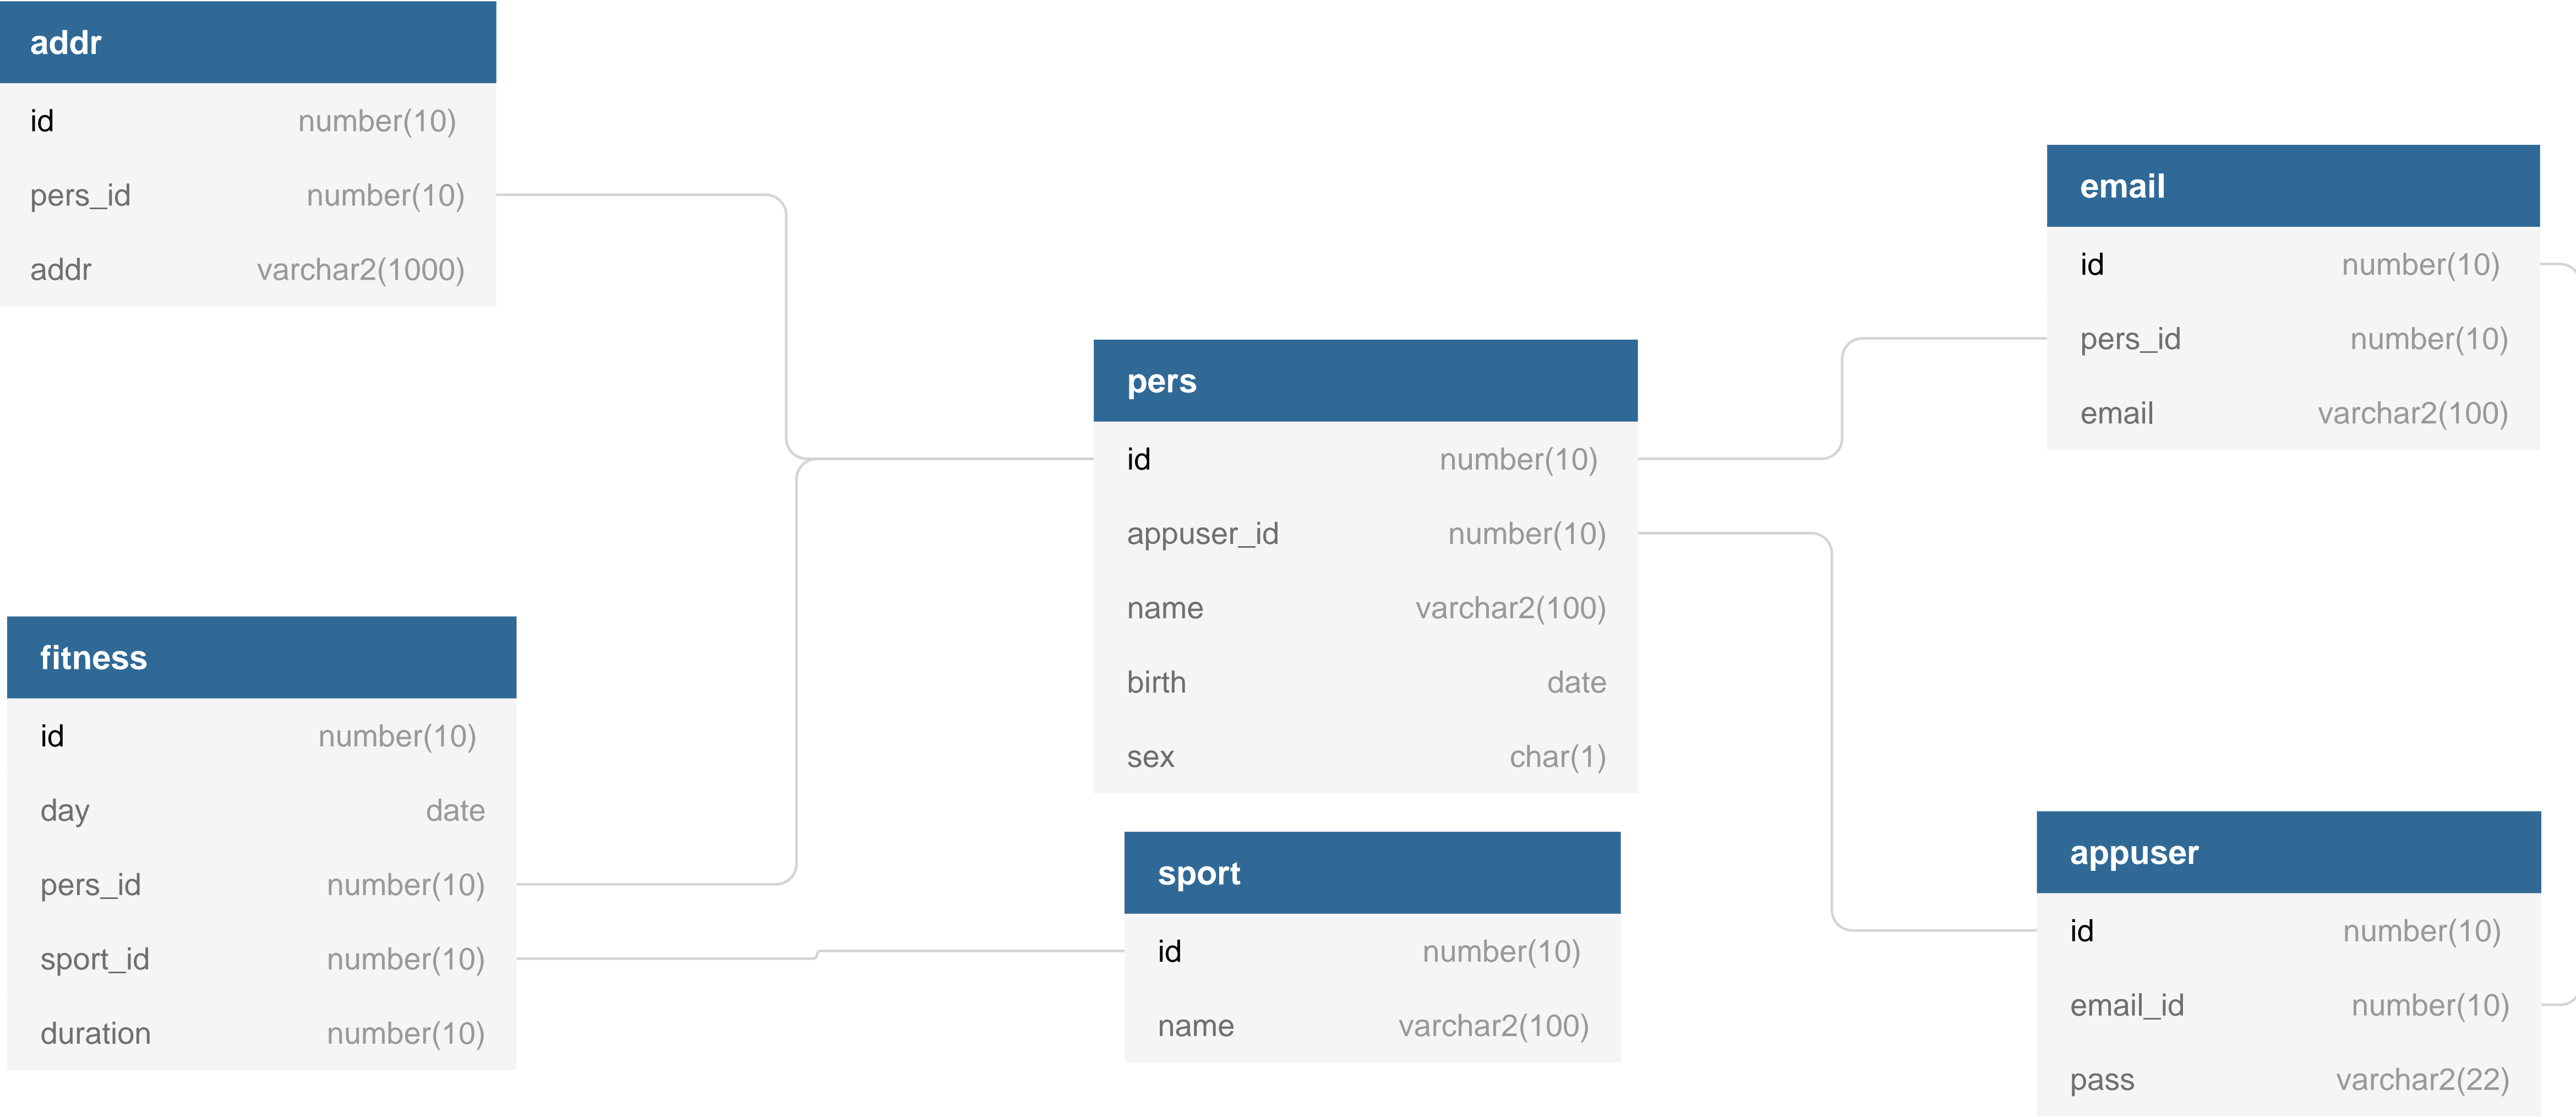 addr
id number(10)
pers_id number(10)
addr varchar2(1000)
email
id number(10)
pers_id number(10)
email varchar2(100)
pers
id number(10)
appuser_id number(10)
name varchar2(100)
birth date
sex char(1)
fitness
id number(10)
day date
pers_id number(10)
sport_id number(10)
duration number(10)
sport
id number(10)
name varchar2(100)
appuser
id number(10)
email_id number(10)
pass varchar2(22)